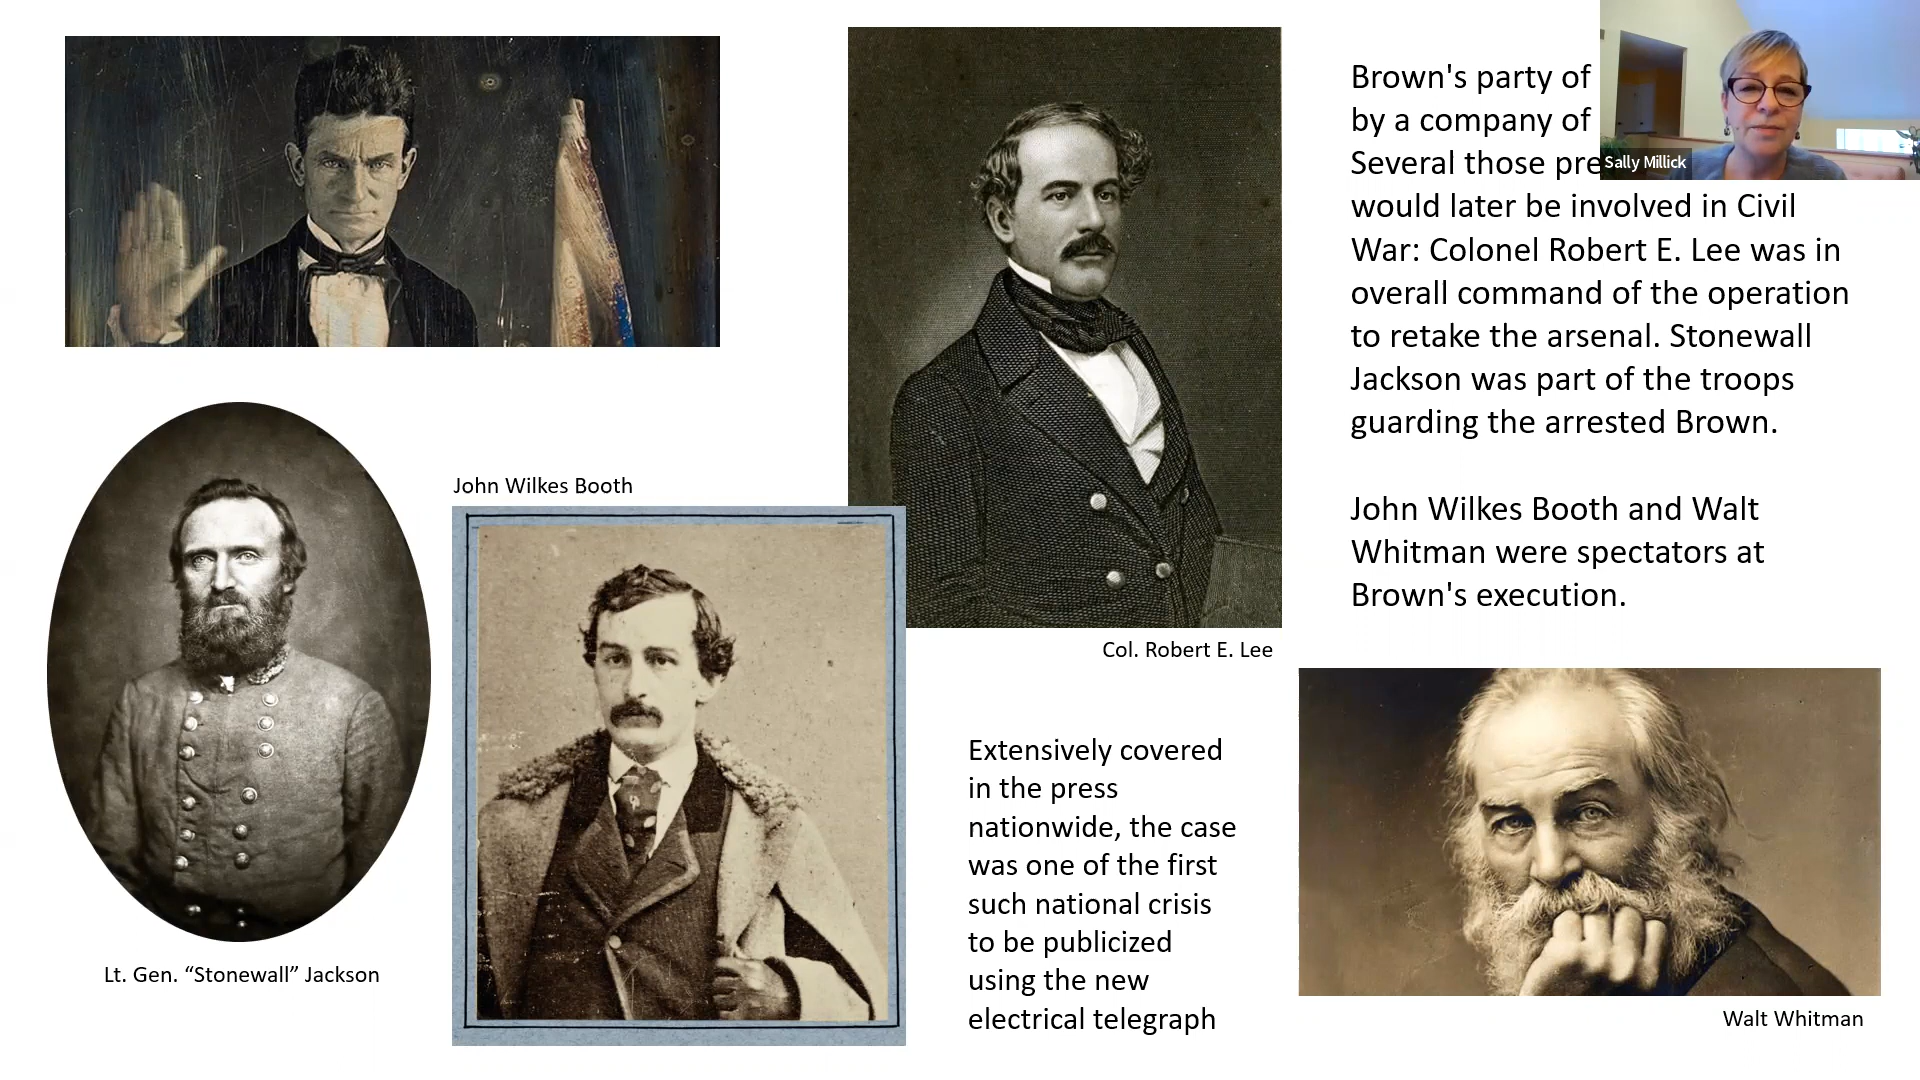 Brown's party of
by a company of
Several those pre
would later be involved in Civil
War: Colonel Robert E. Lee was in
overall command of the operation
to retake the arsenal. Stonewall
Jackson was part of the troops
guarding the arrested Brown.
John Wilkes Booth and Walt
Whitman were spectators at
Brown's execution.
Sally Millick
John Wilkes Booth
Col. Robert E. Lee
Extensively covered
in the press
nationwide, the case
was one of the first
such national crisis
to be publicized
using the new
electrical telegraph
Lt. Gen. “Stonewall” Jackson
Walt Whitman